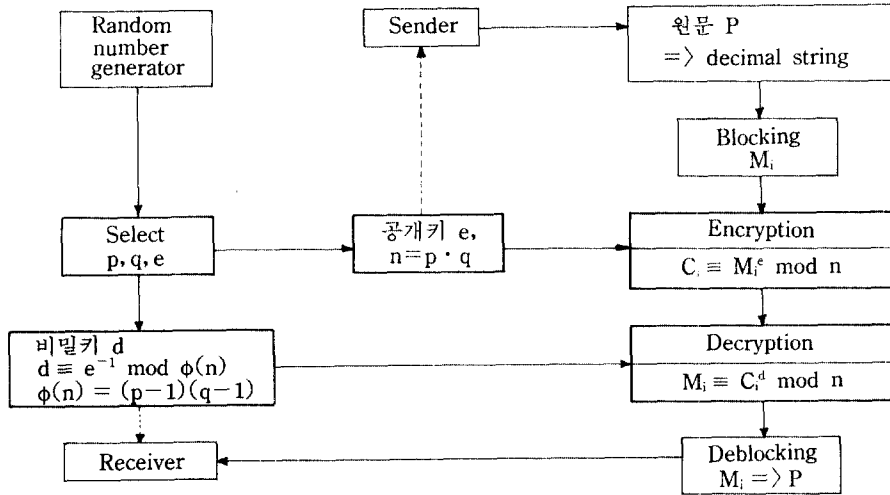 Random
number
generator
Sender
원문 P
=> decimal string
Blocking
Mᵢ
Select
p, q, e
공개키 e,
n=p · q
Encryption
Cᵢ ≡ Mᵢᵉ mod n
비밀키 d
d ≡ e⁻¹ mod ϕ(n)
ϕ(n) = (p−1)(q−1)
Decryption
Mᵢ ≡ Cᵢᵈ mod n
Receiver
Deblocking
Mᵢ => P